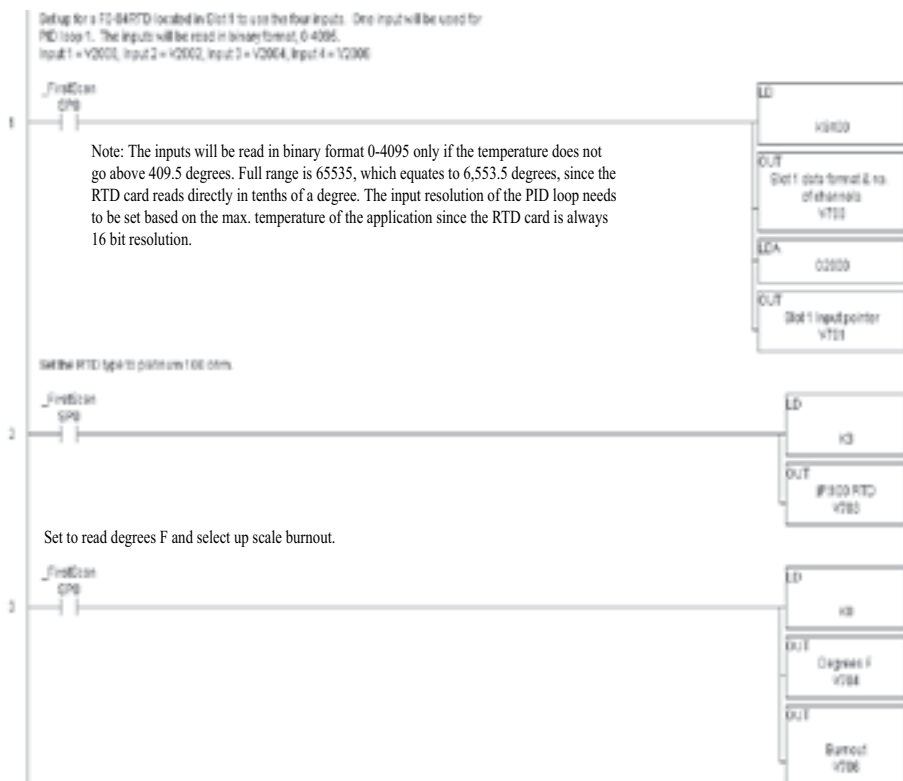 Setup for a F0-04RTD located in Slot 1 to use the four inputs. One input will be used for
PID loop 1. The inputs will be read in binary format, 0-4095.
Input 1 = V2000, Input 2 = V2002, Input 3 = V2004, Input 4 = V2006
_FirstScan
SP0
1
LD
OUT
Slot 1 data format & no.
of channels
V700
LDA
O2000
OUT
Slot 1 input pointer
V701
Note: The inputs will be read in binary format 0-4095 only if the temperature does not
go above 409.5 degrees. Full range is 65535, which equates to 6,553.5 degrees, since the
RTD card reads directly in tenths of a degree. The input resolution of the PID loop needs
to be set based on the max. temperature of the application since the RTD card is always
16 bit resolution.
Set the RTD type to platinum 100 ohm.
_FirstScan
SP0
2
LD
OUT
RTD
V703
Set to read degrees F and select up scale burnout.
_FirstScan
SP0
3
LD
K0
OUT
Degrees F
V704
OUT
Burnout
V706